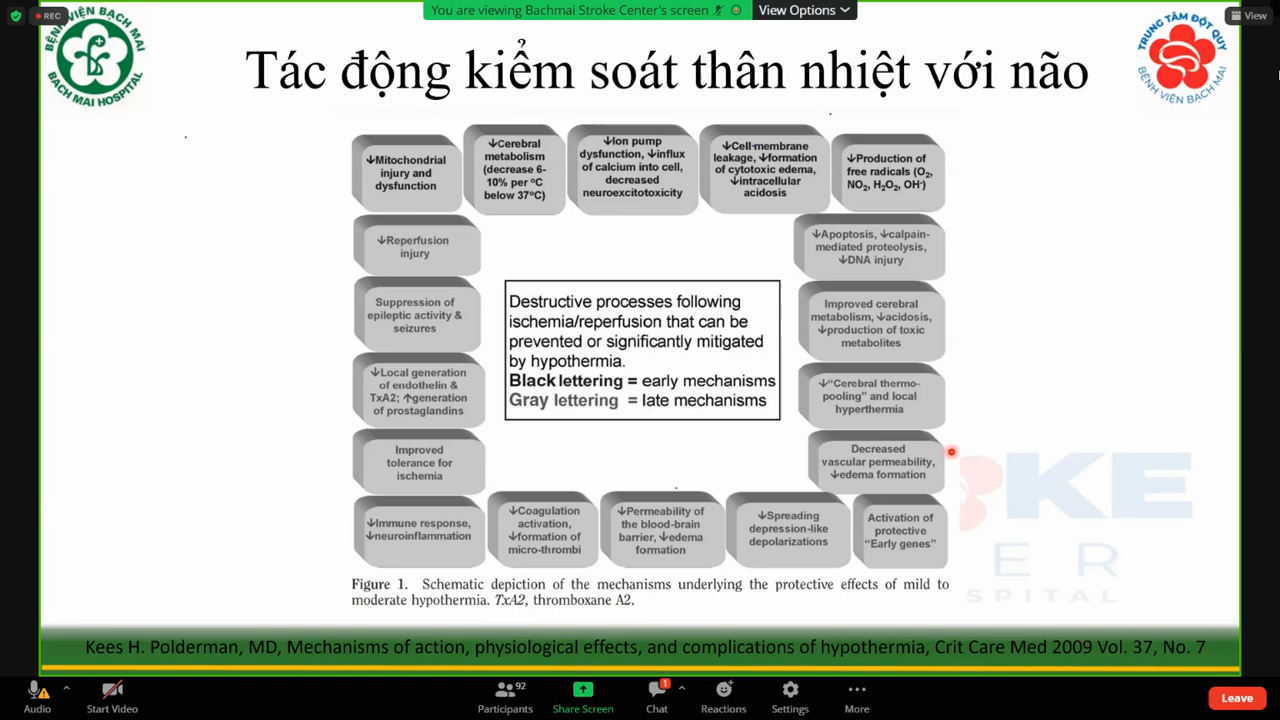 REC
You are viewing Bachmai Stroke Center's screen
View Options
View
BỆNH VIỆN BẠCH MAI
BACH MAI HOSPITAL
Tác động kiểm soát thân nhiệt với não
TRUNG TÂM ĐỘT QUỴ
BỆNH VIỆN BẠCH MAI
↓Mitochondrial
injury and
dysfunction
↓Cerebral
metabolism
(decrease 6-
10% per °C
below 37°C)
↓Ion pump
dysfunction, ↓influx
of calcium into cell,
decreased
neuroexcitotoxicity
↓Cell-membrane
leakage, ↓formation
of cytotoxic edema,
↓intracellular
acidosis
↓Production of
free radicals (O₂,
NO₂, H₂O₂, OH⁻)
↓Reperfusion
injury
↓Apoptosis, ↓calpain-
mediated proteolysis,
↓DNA injury
Suppression of
epileptic activity &
seizures
Destructive processes following
ischemia/reperfusion that can be
prevented or significantly mitigated
by hypothermia.
Black lettering = early mechanisms
Gray lettering = late mechanisms
Improved cerebral
metabolism, ↓acidosis,
↓production of toxic
metabolites
↓Local generation
of endothelin &
TxA2; ↑generation
of prostaglandins
↓"Cerebral thermo-
pooling" and local
hyperthermia
Improved
tolerance for
ischemia
Decreased
vascular permeability,
↓edema formation
↓Immune response,
↓neuroinflammation
↓Coagulation
activation,
↓formation of
micro-thrombi
↓Permeability of
the blood-brain
barrier, ↓edema
formation
↓Spreading
depression-like
depolarizations
Activation of
protective
"Early genes"
KE
E R
SPITAL
Figure 1. Schematic depiction of the mechanisms underlying the protective effects of mild to
moderate hypothermia. TxA2, thromboxane A2.
Kees H. Polderman, MD, Mechanisms of action, physiological effects, and complications of hypothermia, Crit Care Med 2009 Vol. 37, No. 7
Audio
Start Video
92
Participants
Share Screen
1
Chat
Reactions
Settings
More
Leave